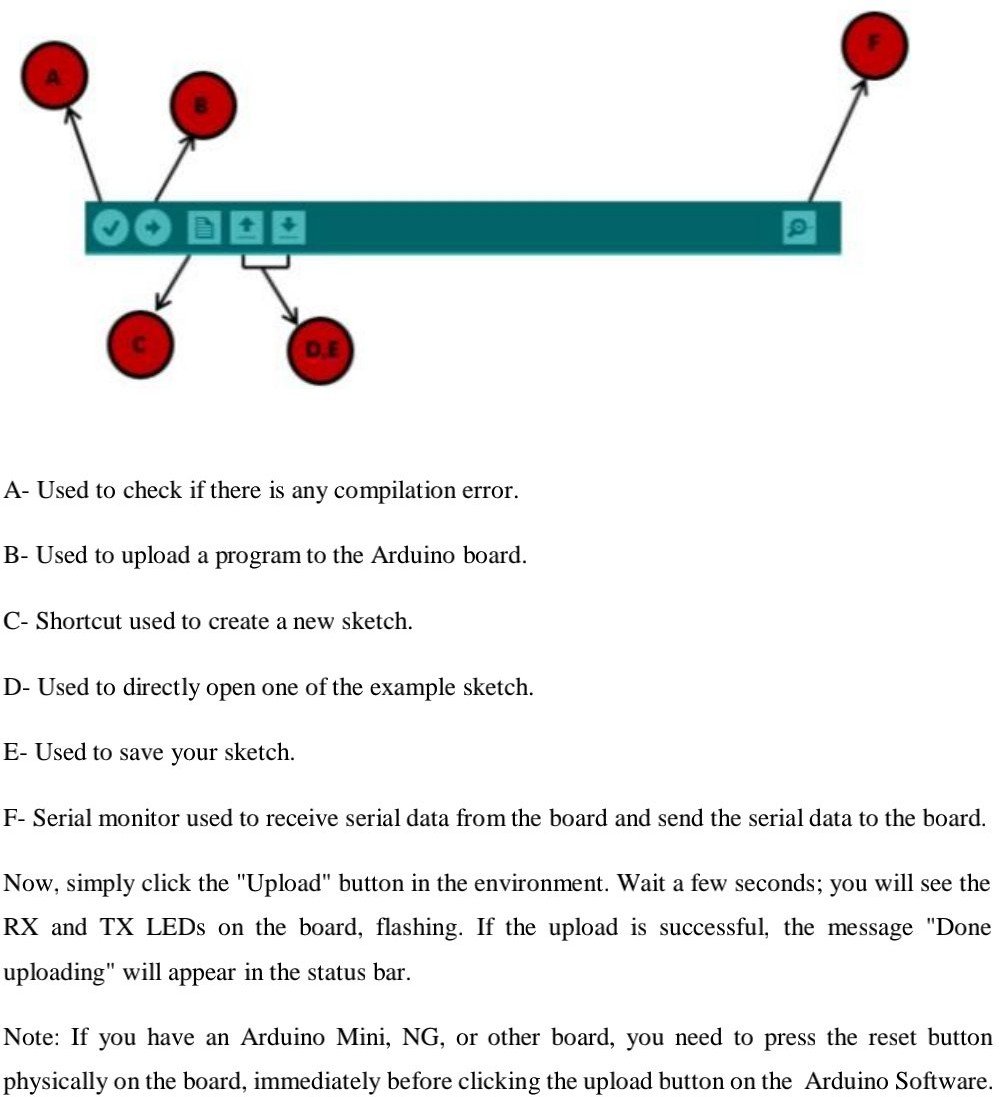 A
B
F
C
D,E
A- Used to check if there is any compilation error.
B- Used to upload a program to the Arduino board.
C- Shortcut used to create a new sketch.
D- Used to directly open one of the example sketch.
E- Used to save your sketch.
F- Serial monitor used to receive serial data from the board and send the serial data to the board.
Now, simply click the "Upload" button in the environment. Wait a few seconds; you will see the
RX and TX LEDs on the board, flashing. If the upload is successful, the message "Done
uploading" will appear in the status bar.
Note: If you have an Arduino Mini, NG, or other board, you need to press the reset button
physically on the board, immediately before clicking the upload button on the Arduino Software.